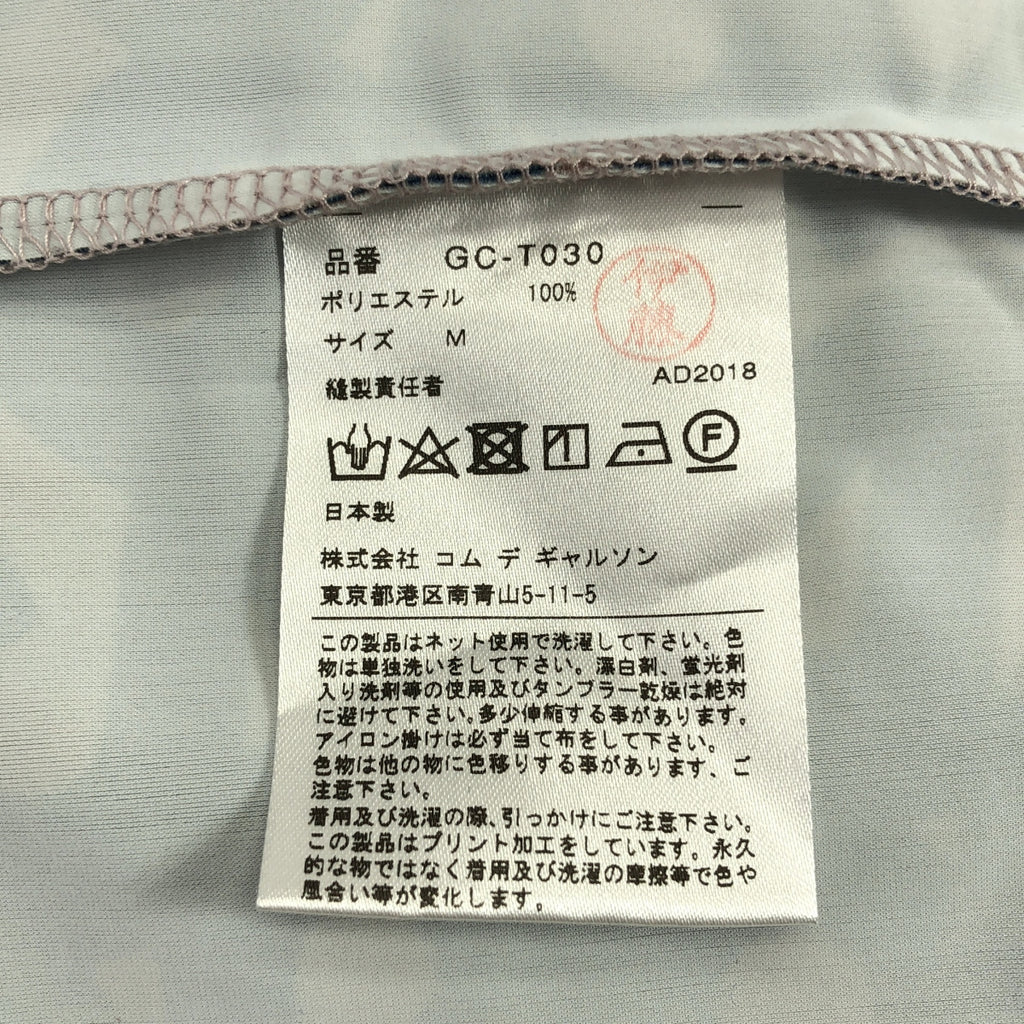 品番 GC-T030
ポリエステル 100%
伊藤
サイズ M
縫製責任者 AD2018
F
日本製
株式会社 コム デ ギャルソン
東京都港区南青山5-11-5
この製品はネット使用で洗濯して下さい。色
物は単独洗いをして下さい。漂白剤、蛍光剤
入り洗剤等の使用及びタンブラー乾燥は絶対
に避けて下さい。多少伸縮する事があります。
アイロン掛けは必ず当て布をして下さい。
色物は他の物に色移りする事があります、ご
注意下さい。
着用及び洗濯の際、引っかけにご注意下さい。
この製品はプリント加工をしています。永久
的な物ではなく着用及び洗濯の摩擦等で色や
風合い等が変化します。